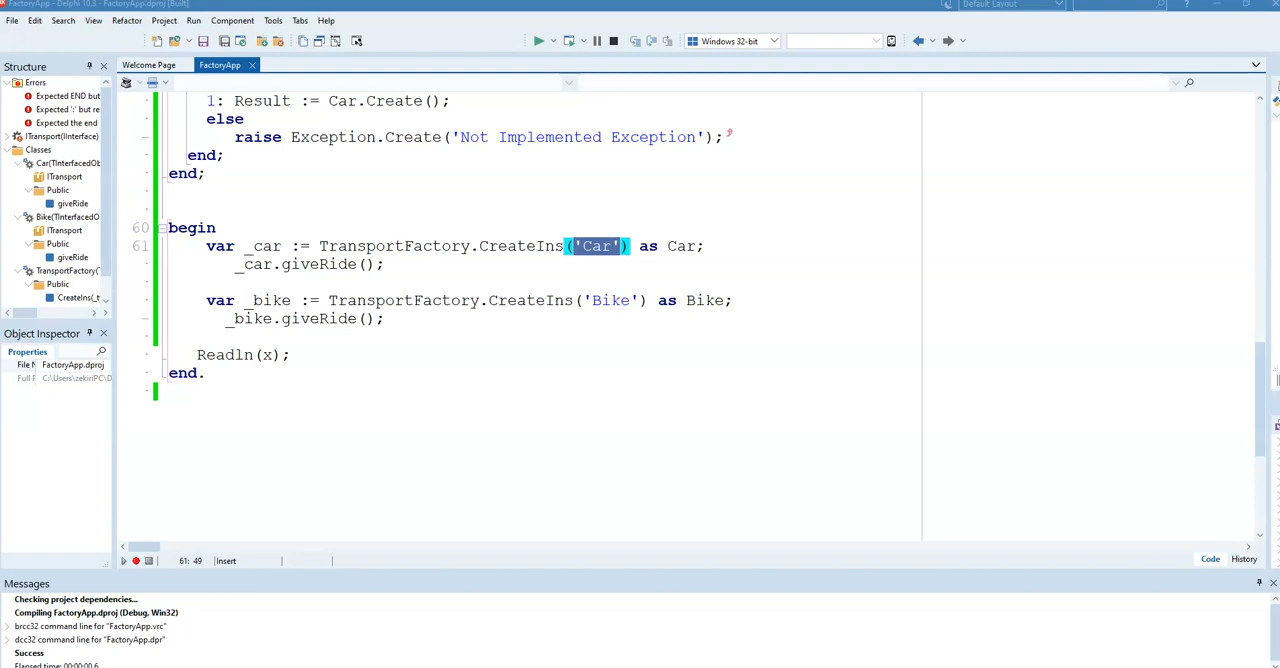 FactoryApp - Delphi 10.3 - FactoryApp.dproj [Built]
Default Layout
File Edit Search View Refactor Project Run Component Tools Tabs Help
Windows 32-bit
Structure
Welcome Page FactoryApp
Errors
Expected END but
Expected ':' but re
Expected the end
ITransport(IInterface)
Classes
Car(TInterfacedOb
ITransport
Public
giveRide
Bike(TInterfacedO
ITransport
Public
giveRide
TransportFactory(
Public
CreateIns(_t
1: Result := Car.Create();
else
raise Exception.Create('Not Implemented Exception');
end;
end;
60 begin
61 var _car := TransportFactory.CreateIns('Car') as Car;
_car.giveRide();
var _bike := TransportFactory.CreateIns('Bike') as Bike;
_bike.giveRide();
Readln(x);
end.
Object Inspector
Properties
File N FactoryApp.dproj
Full P C:\Users\zekiriPC\D
61: 49 Insert
Code History
Messages
Checking project dependencies...
Compiling FactoryApp.dproj (Debug, Win32)
brcc32 command line for "FactoryApp.vrc"
dcc32 command line for "FactoryApp.dpr"
Success
Elapsed time: 00:00:00.6